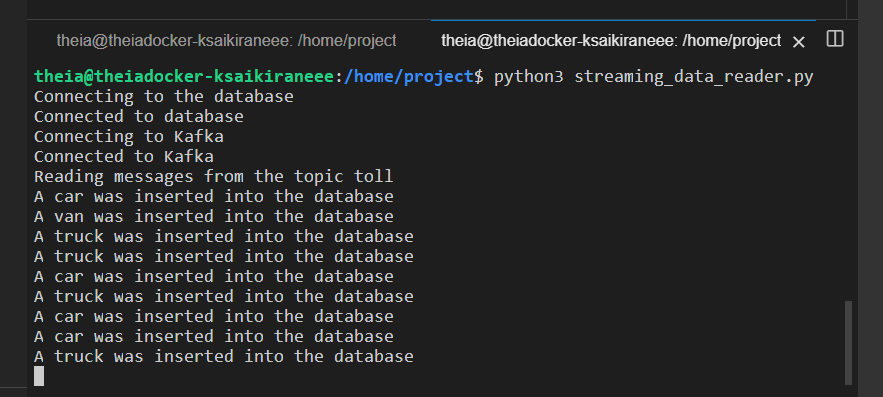 theia@theiadocker-ksaikiraneee: /home/project theia@theiadocker-ksaikiraneee: /home/project
theia@theiadocker-ksaikiraneee:/home/project$ python3 streaming_data_reader.py
Connecting to the database
Connected to database
Connecting to Kafka
Connected to Kafka
Reading messages from the topic toll
A car was inserted into the database
A van was inserted into the database
A truck was inserted into the database
A truck was inserted into the database
A car was inserted into the database
A truck was inserted into the database
A car was inserted into the database
A car was inserted into the database
A truck was inserted into the database